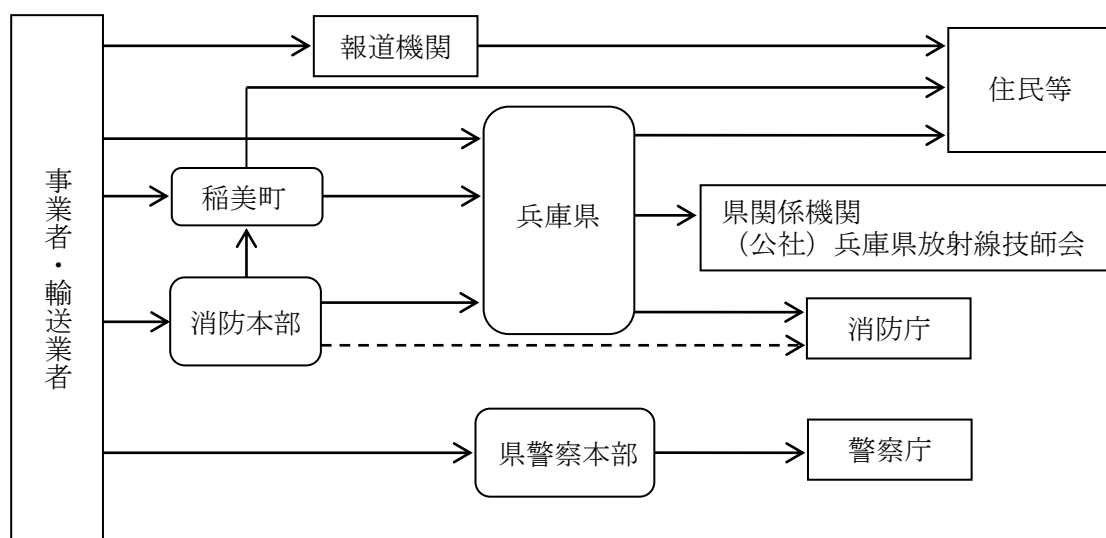 事業者・輸送業者
報道機関
住民等
稲美町
兵庫県
県関係機関
（公社）兵庫県放射線技師会
消防本部
消防庁
県警察本部
警察庁